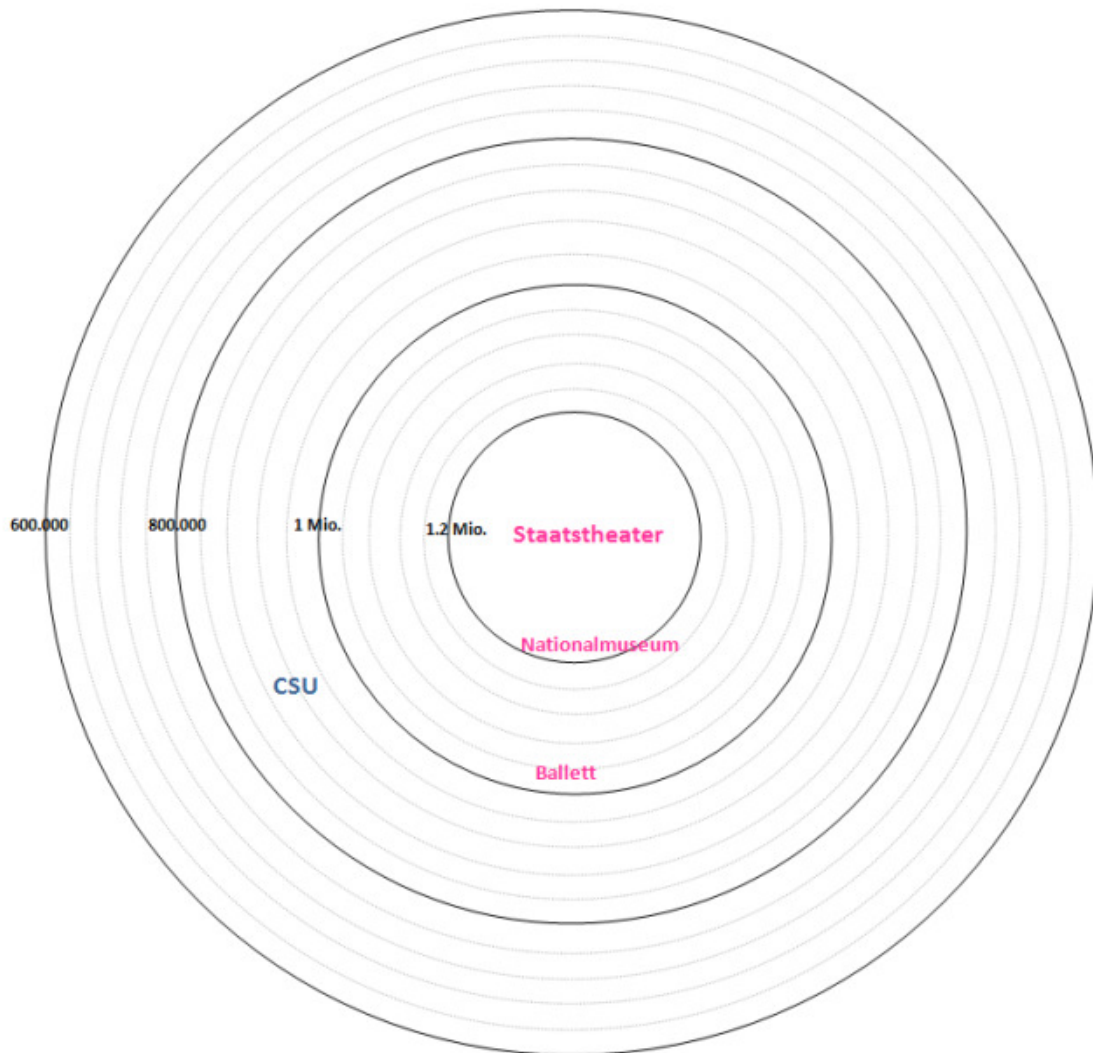 600.000
800.000
1 Mio.
1.2 Mio.
Staatstheater
Nationalmuseum
CSU
Ballett